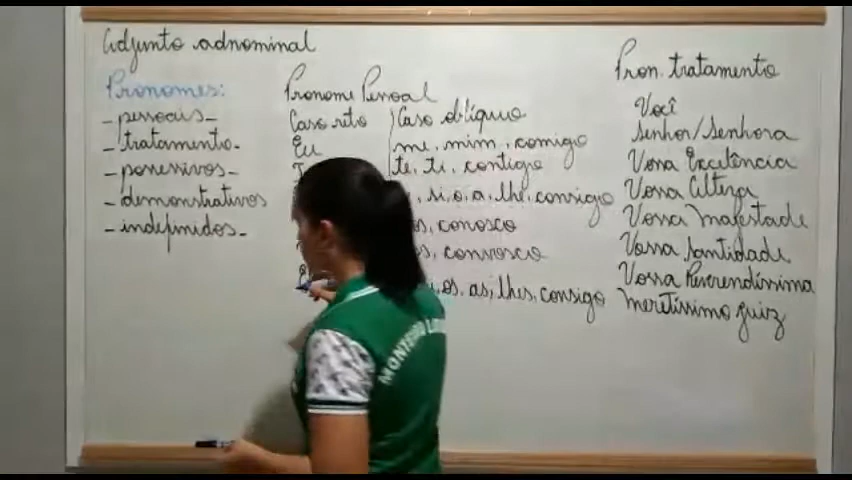 Adjunto adnominal
Pronomes:
- pessoais -
- tratamento -
- possessivos -
- demonstrativos
- indefinidos -
Pronome Pessoal
Caso reto
Eu
Caso oblíquo
me, mim, comigo
te, ti, contigo
si, o, a, lhe, consigo
conosco
convosco
os, as, lhes, consigo
Pron. tratamento
Você
Senhor/Senhora
Vossa Excelência
Vossa Alteza
Vossa Majestade
Vossa Santidade
Vossa Reverendíssima
Meretíssimo Juiz